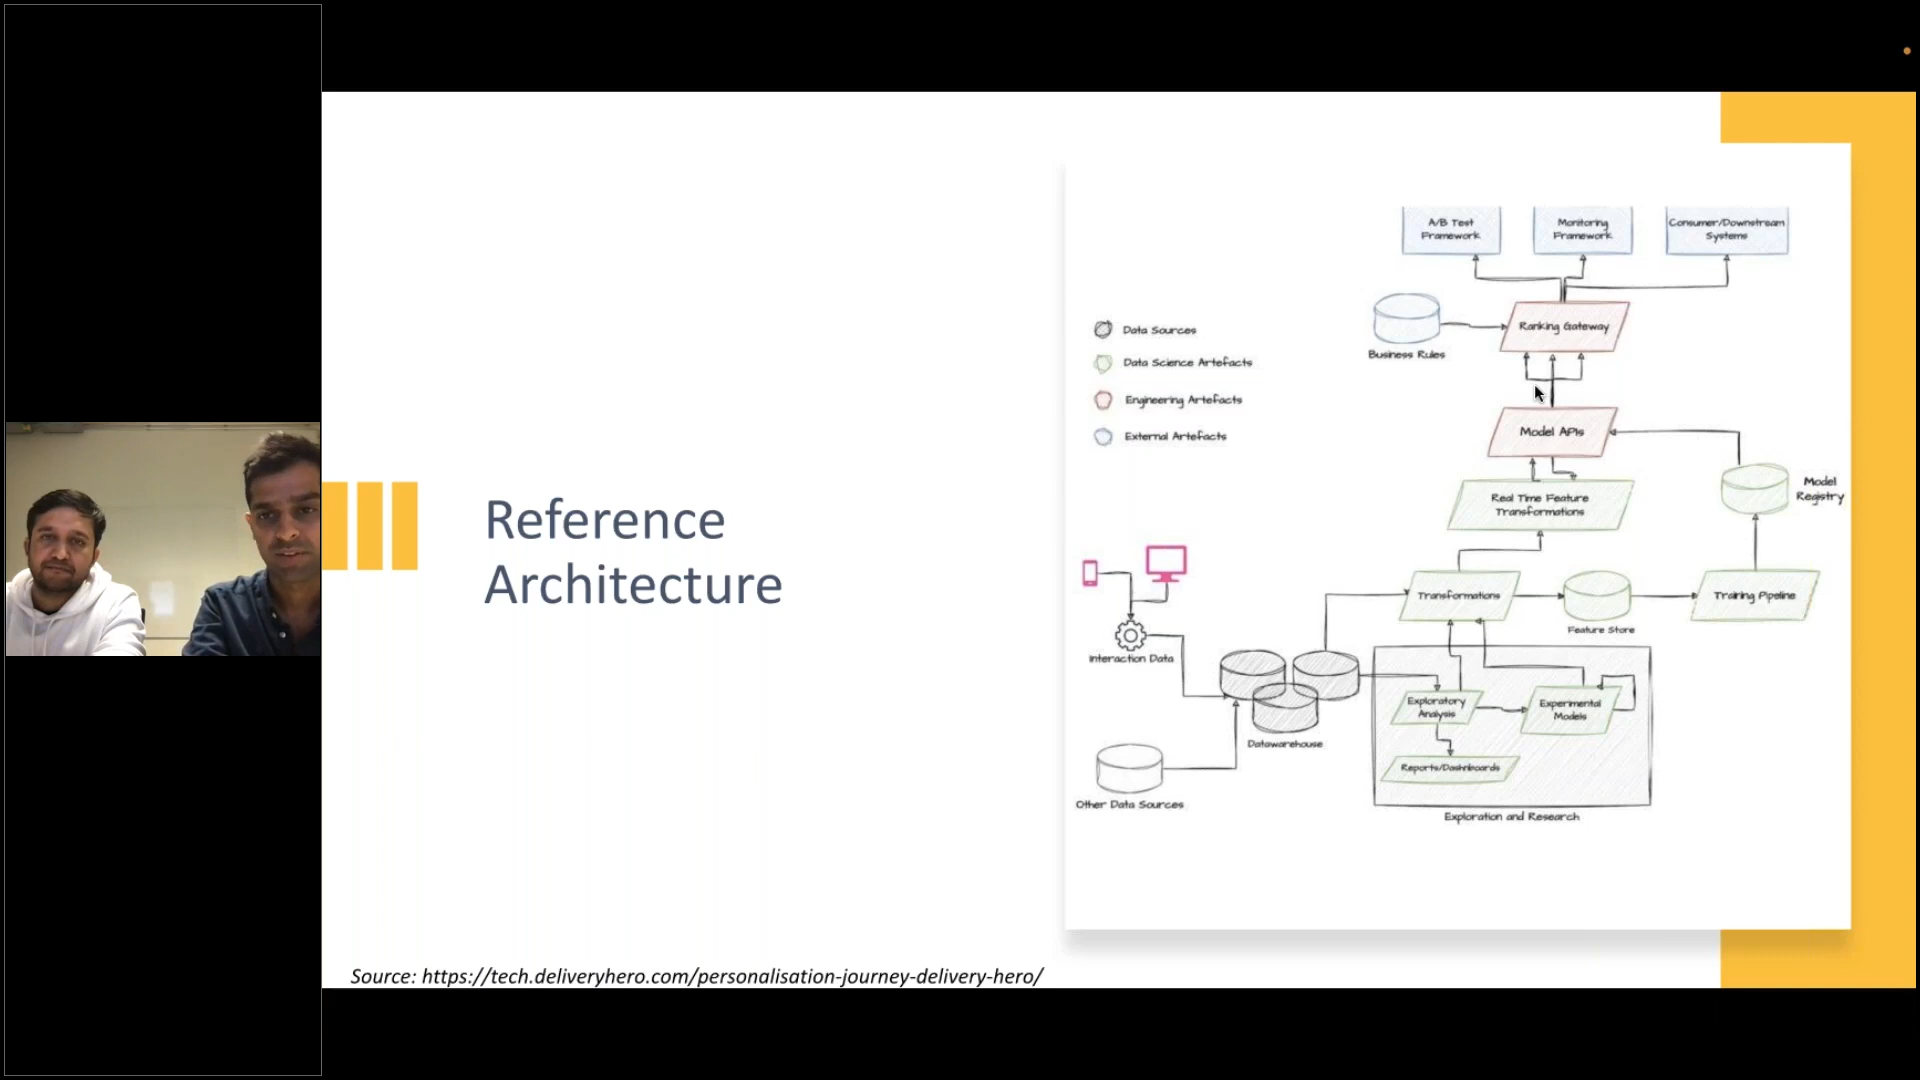 Reference
Architecture
Source: https://tech.deliveryhero.com/personalisation-journey-delivery-hero/
A/B Test
Framework
Monitoring
Framework
Consumer/Downstream
Systems
Business Rules
Ranking Gateway
Data Sources
Data Science Artefacts
Engineering Artefacts
External Artefacts
Model APIs
Model
Registry
Real Time Feature
Transformations
Transformations
Feature Store
Training Pipeline
Interaction Data
Datawarehouse
Other Data Sources
Exploratory
Analysis
Experimental
Models
Reports/Dashboards
Exploration and Research